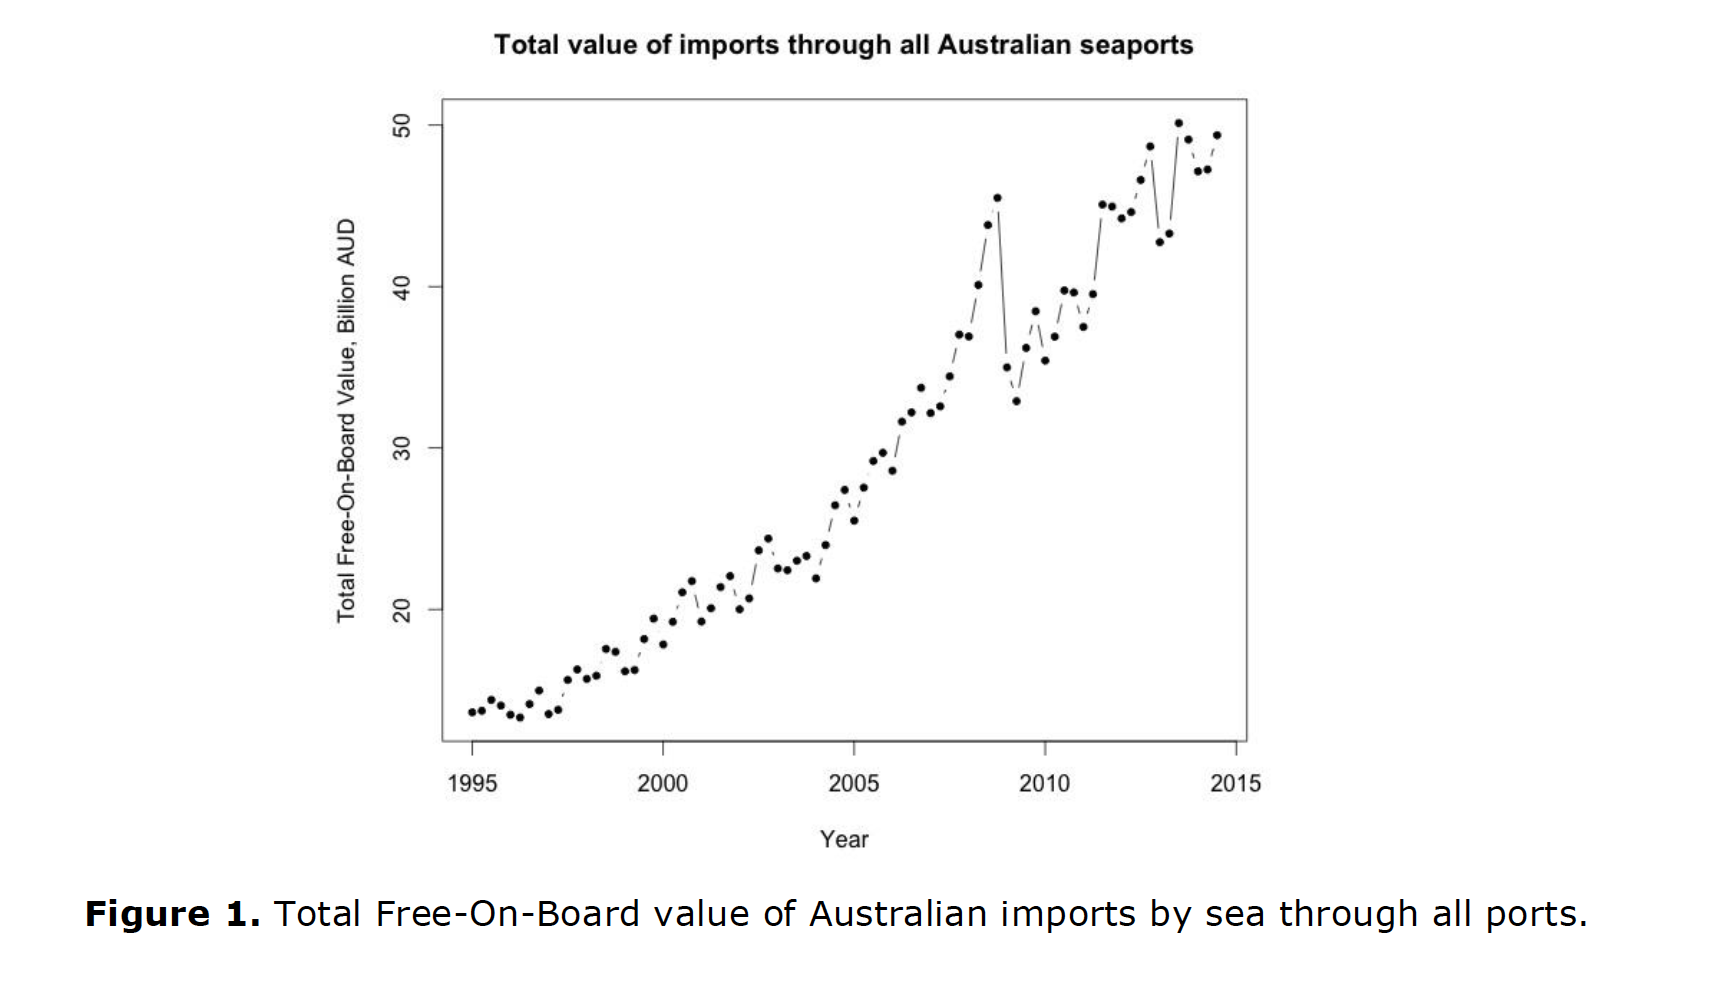 Total value of imports through all Australian seaports
Total Free-On-Board Value, Billion AUD
50
40
30
20
1995 2000 2005 2010 2015
Year
Figure 1. Total Free-On-Board value of Australian imports by sea through all ports.